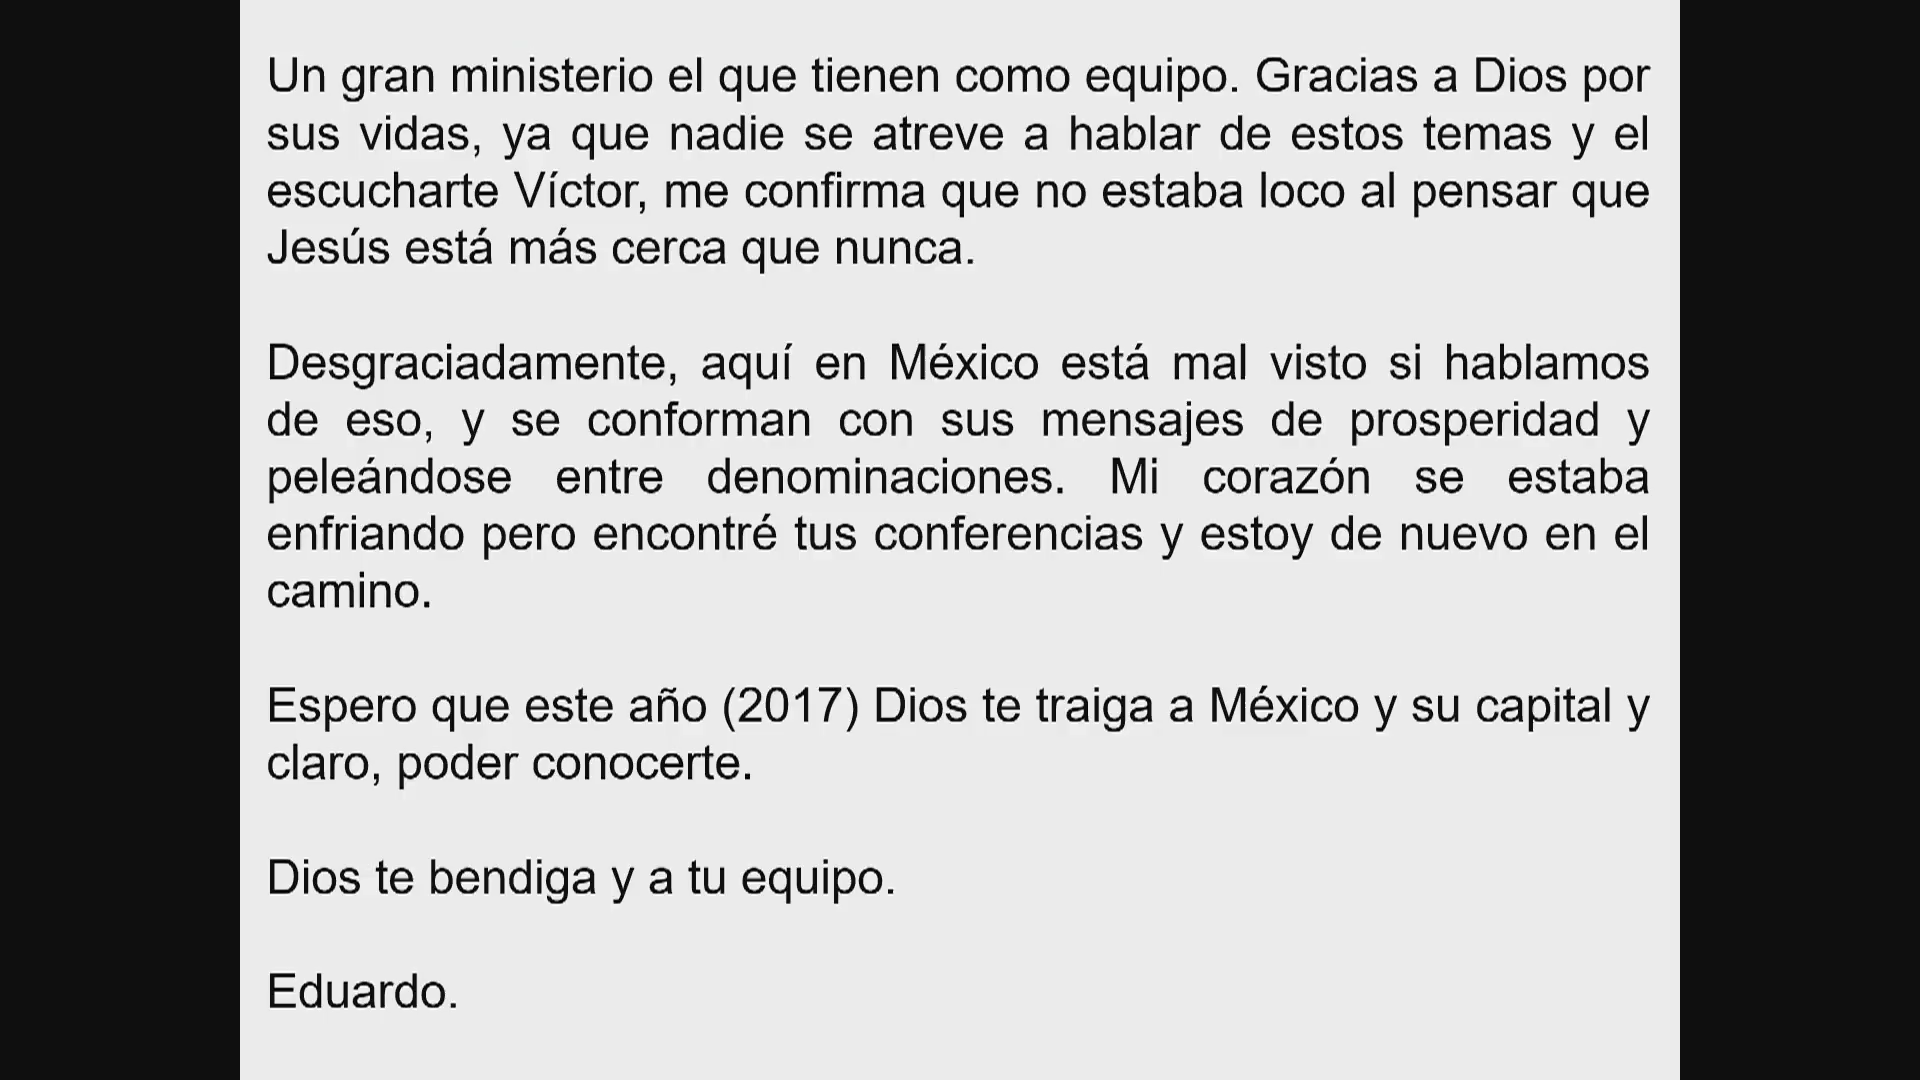 Un gran ministerio el que tienen como equipo. Gracias a Dios por
sus vidas, ya que nadie se atreve a hablar de estos temas y el
escucharte Víctor, me confirma que no estaba loco al pensar que
Jesús está más cerca que nunca.
Desgraciadamente, aquí en México está mal visto si hablamos
de eso, y se conforman con sus mensajes de prosperidad y
peleándose entre denominaciones. Mi corazón se estaba
enfriando pero encontré tus conferencias y estoy de nuevo en el
camino.
Espero que este año (2017) Dios te traiga a México y su capital y
claro, poder conocerte.
Dios te bendiga y a tu equipo.
Eduardo.